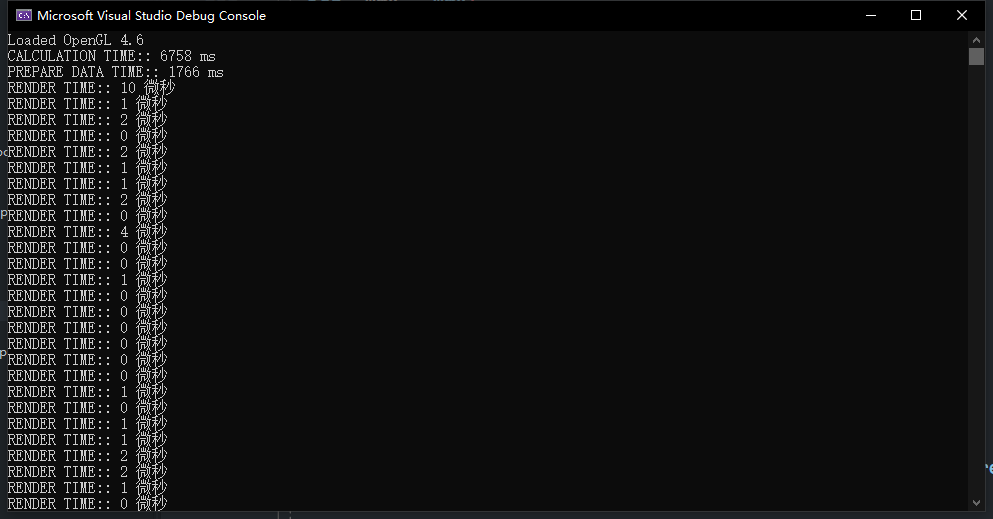 Microsoft Visual Studio Debug Console
Loaded OpenGL 4.6
CALCULATION TIME:: 6758 ms
PREPARE DATA TIME:: 1766 ms
RENDER TIME:: 10 微秒
RENDER TIME:: 1 微秒
RENDER TIME:: 2 微秒
RENDER TIME:: 0 微秒
RENDER TIME:: 2 微秒
RENDER TIME:: 1 微秒
RENDER TIME:: 1 微秒
RENDER TIME:: 2 微秒
RENDER TIME:: 0 微秒
RENDER TIME:: 4 微秒
RENDER TIME:: 0 微秒
RENDER TIME:: 0 微秒
RENDER TIME:: 1 微秒
RENDER TIME:: 0 微秒
RENDER TIME:: 0 微秒
RENDER TIME:: 0 微秒
RENDER TIME:: 0 微秒
RENDER TIME:: 0 微秒
RENDER TIME:: 0 微秒
RENDER TIME:: 1 微秒
RENDER TIME:: 0 微秒
RENDER TIME:: 1 微秒
RENDER TIME:: 1 微秒
RENDER TIME:: 2 微秒
RENDER TIME:: 2 微秒
RENDER TIME:: 1 微秒
RENDER TIME:: 0 微秒